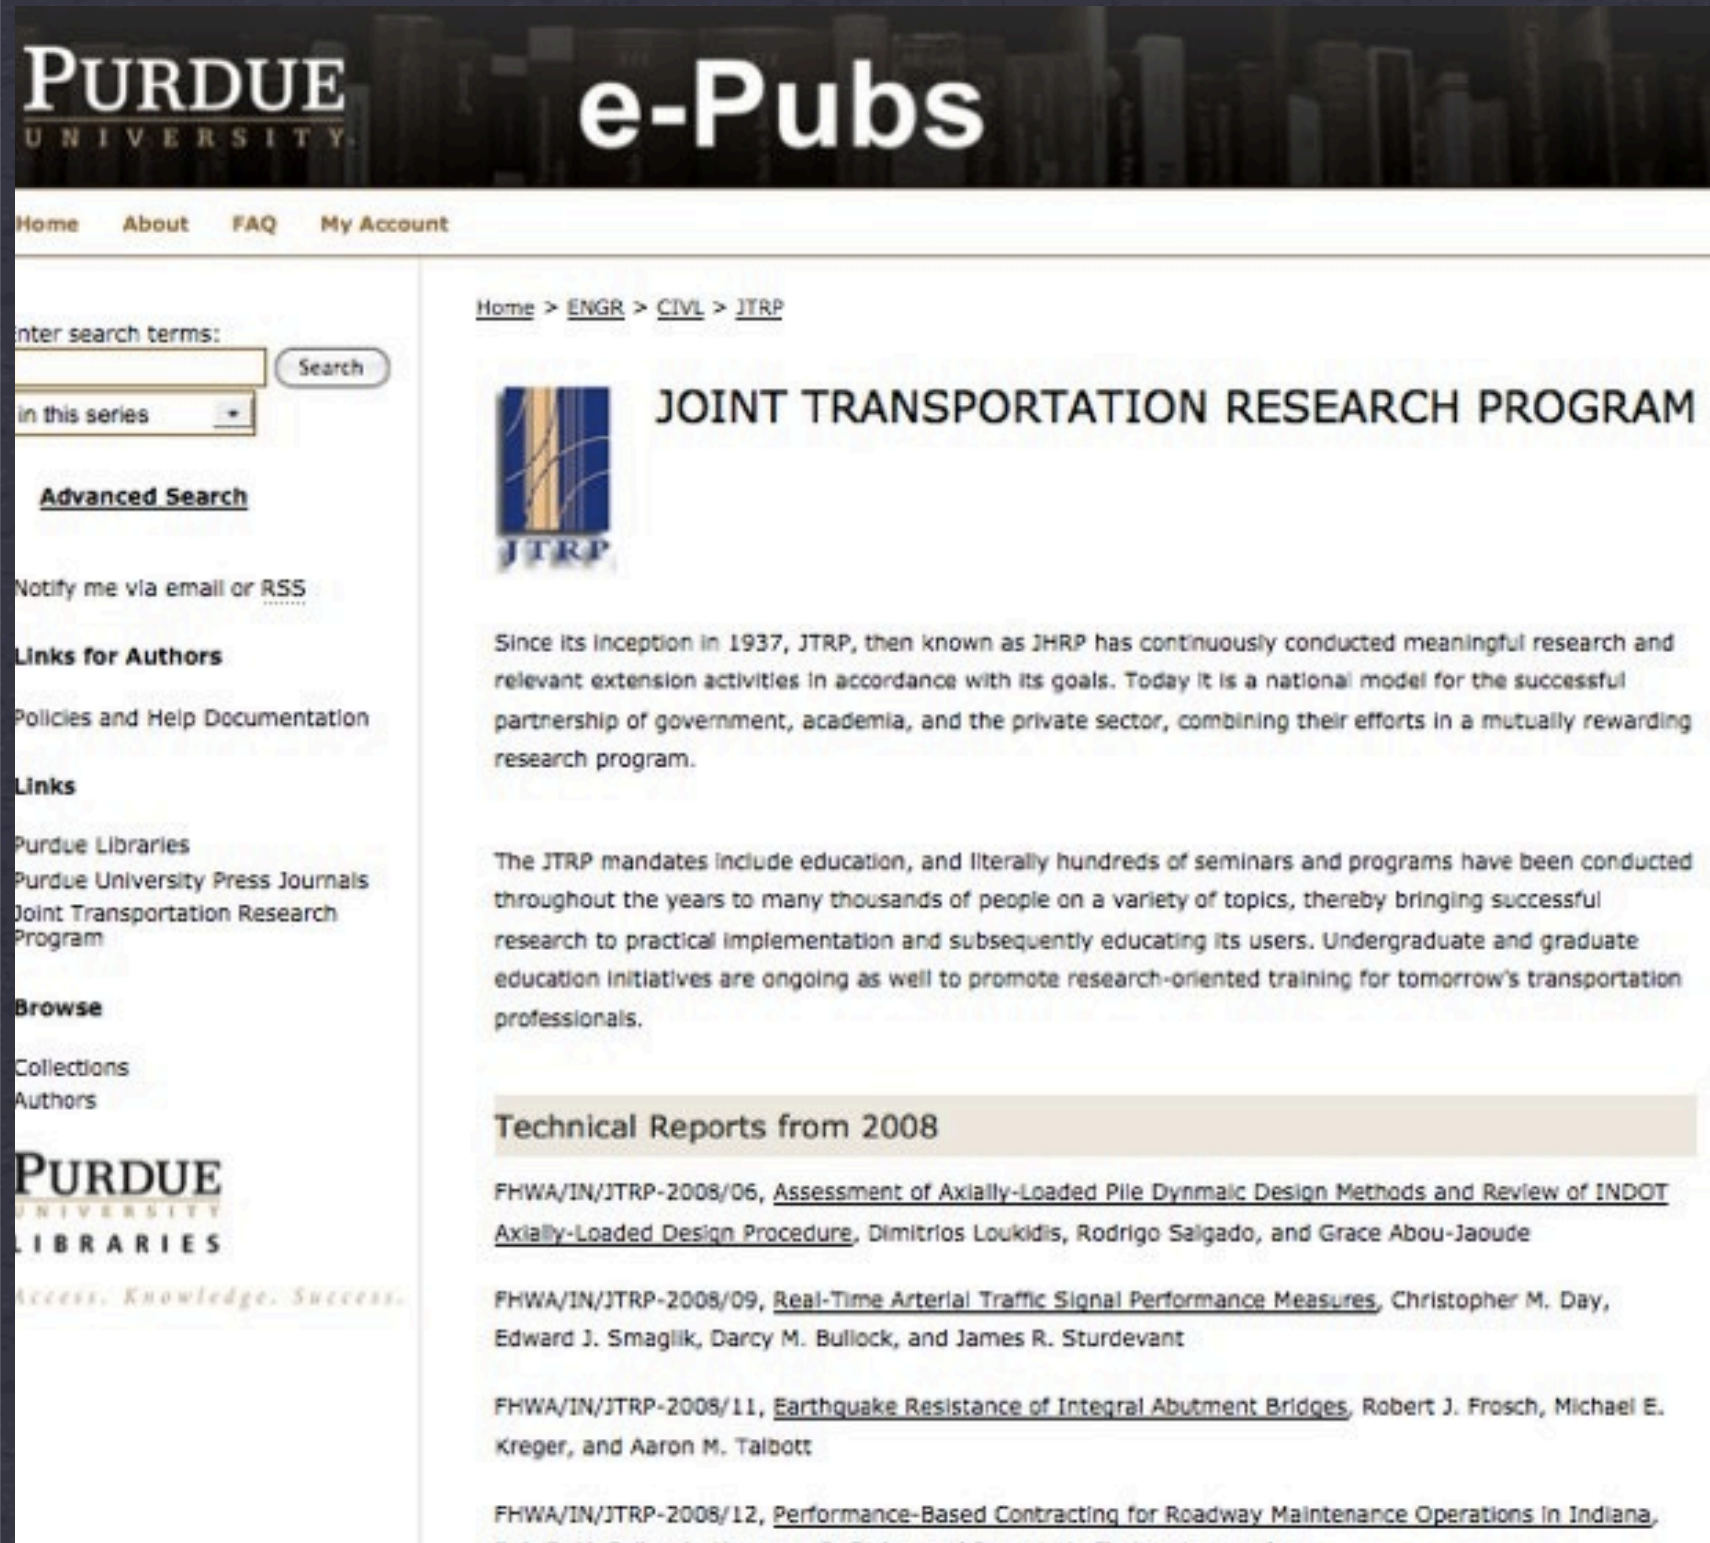 PURDUE
UNIVERSITY.
e-Pubs
Home About FAQ My Account
nter search terms:
Search
in this series
Advanced Search
Notify me via email or RSS
Links for Authors
Policies and Help Documentation
Links
Purdue Libraries
Purdue University Press Journals
Joint Transportation Research
Program
Browse
Collections
Authors
PURDUE
UNIVERSITY
LIBRARIES
Access. Knowledge. Success.
Home > ENGR > CIVL > JTRP
JOINT TRANSPORTATION RESEARCH PROGRAM
JTRP
Since its inception in 1937, JTRP, then known as JHRP has continuously conducted meaningful research and
relevant extension activities in accordance with its goals. Today it is a national model for the successful
partnership of government, academia, and the private sector, combining their efforts in a mutually rewarding
research program.
The JTRP mandates include education, and literally hundreds of seminars and programs have been conducted
throughout the years to many thousands of people on a variety of topics, thereby bringing successful
research to practical implementation and subsequently educating its users. Undergraduate and graduate
education initiatives are ongoing as well to promote research-oriented training for tomorrow's transportation
professionals.
Technical Reports from 2008
FHWA/IN/JTRP-2008/06, Assessment of Axially-Loaded Pile Dynmaic Design Methods and Review of INDOT
Axially-Loaded Design Procedure, Dimitrios Loukidis, Rodrigo Salgado, and Grace Abou-Jaoude
FHWA/IN/JTRP-2008/09, Real-Time Arterial Traffic Signal Performance Measures, Christopher M. Day,
Edward J. Smaglik, Darcy M. Bullock, and James R. Sturdevant
FHWA/IN/JTRP-2008/11, Earthquake Resistance of Integral Abutment Bridges, Robert J. Frosch, Michael E.
Kreger, and Aaron M. Talbott
FHWA/IN/JTRP-2008/12, Performance-Based Contracting for Roadway Maintenance Operations in Indiana,